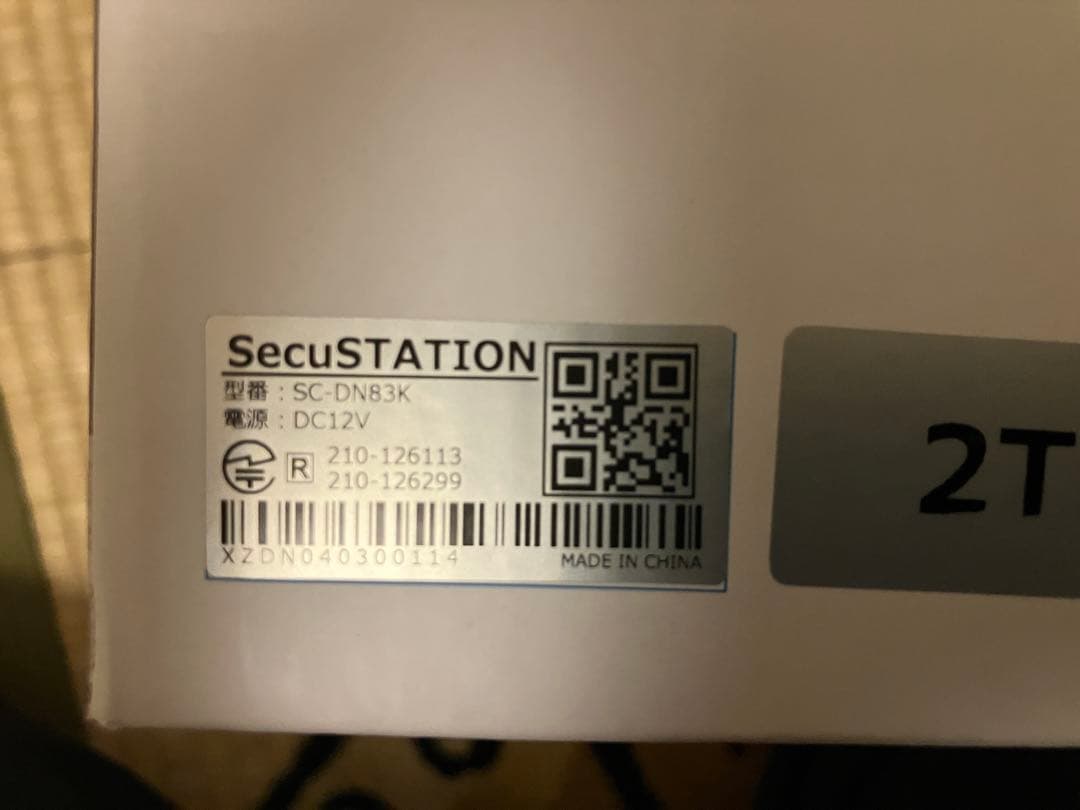 SecuSTATION
型番 : SC-DN83K
電源 : DC12V
R 210-126113
210-126299
XZDN040300114
MADE IN CHINA
2T